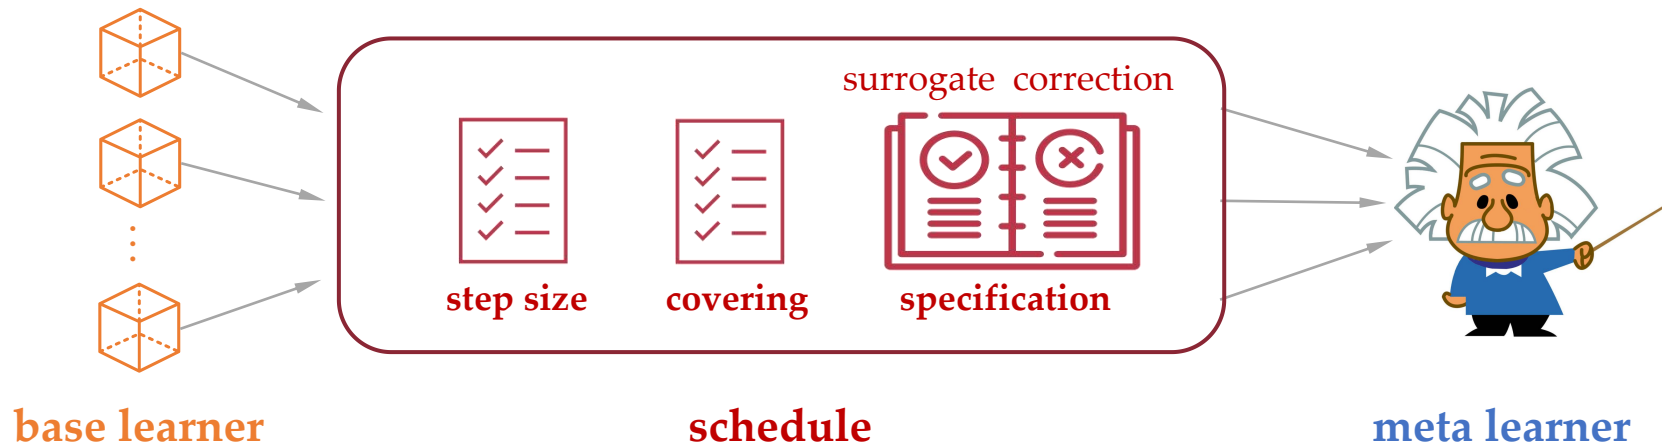 surrogate correction
step size
covering
specification
base learner
schedule
meta learner